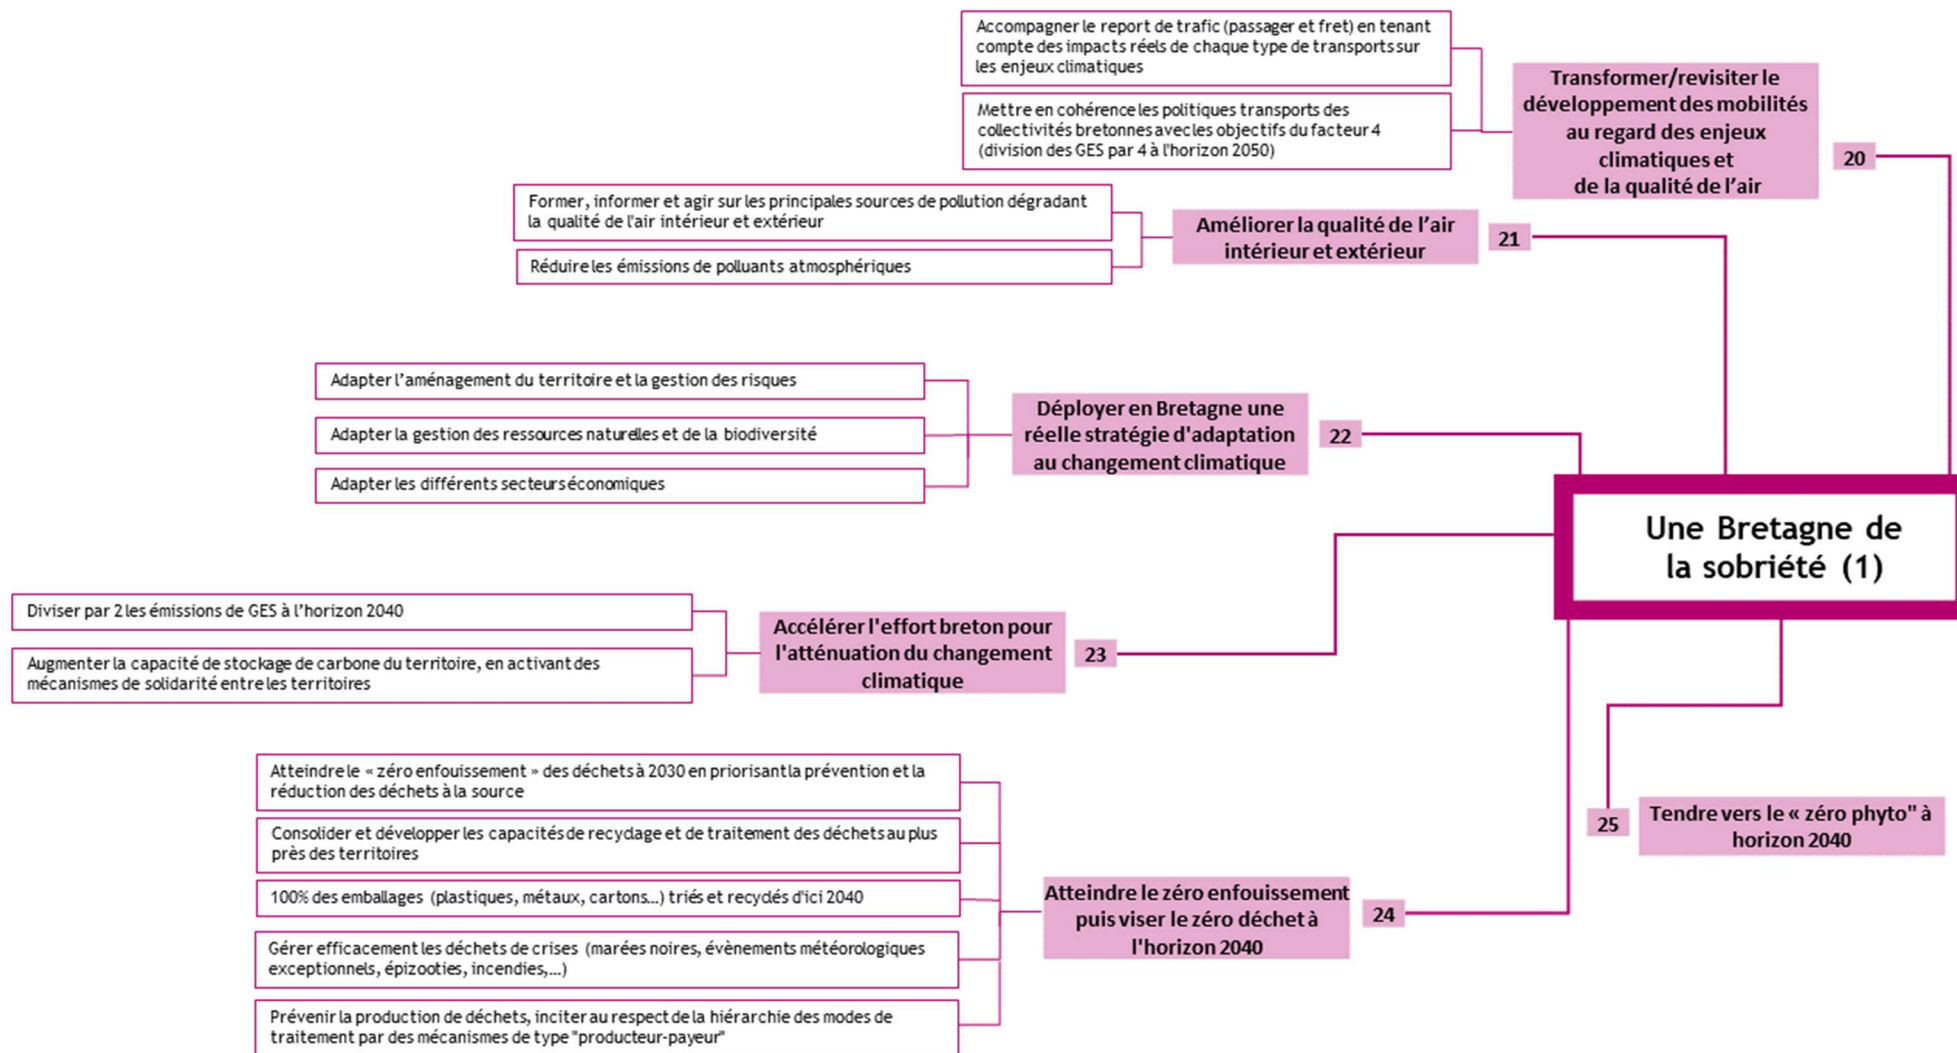 Accompagner le report de trafic (passager et fret) en tenant
compte des impacts réels de chaque type de transports sur
les enjeux climatiques
Mettre en cohérence les politiques transports des
collectivités bretonnes avec les objectifs du facteur 4
(division des GES par 4 à l'horizon 2050)
Transformer/revisiter le
développement des mobilités
au regard des enjeux
climatiques et
de la qualité de l’air
20
Former, informer et agir sur les principales sources de pollution dégradant
la qualité de l'air intérieur et extérieur
Réduire les émissions de polluants atmosphériques
Améliorer la qualité de l’air
intérieur et extérieur
21
Adapter l’aménagement du territoire et la gestion des risques
Adapter la gestion des ressources naturelles et de la biodiversité
Adapter les différents secteurs économiques
Déployer en Bretagne une
réelle stratégie d'adaptation
au changement climatique
22
Une Bretagne de
la sobriété (1)
Diviser par 2 les émissions de GES à l’horizon 2040
Augmenter la capacité de stockage de carbone du territoire, en activant des
mécanismes de solidarité entre les territoires
Accélérer l'effort breton pour
l'atténuation du changement
climatique
23
Atteindre le « zéro enfouissement » des déchets à 2030 en priorisant la prévention et la
réduction des déchets à la source
Consolider et développer les capacités de recyclage et de traitement des déchets au plus
près des territoires
100% des emballages (plastiques, métaux, cartons…) triés et recyclés d'ici 2040
Gérer efficacement les déchets de crises (marées noires, évènements météorologiques
exceptionnels, épizooties, incendies,…)
Prévenir la production de déchets, inciter au respect de la hiérarchie des modes de
traitement par des mécanismes de type "producteur-payeur"
Atteindre le zéro enfouissement
puis viser le zéro déchet à
l'horizon 2040
24
25
Tendre vers le « zéro phyto" à
horizon 2040